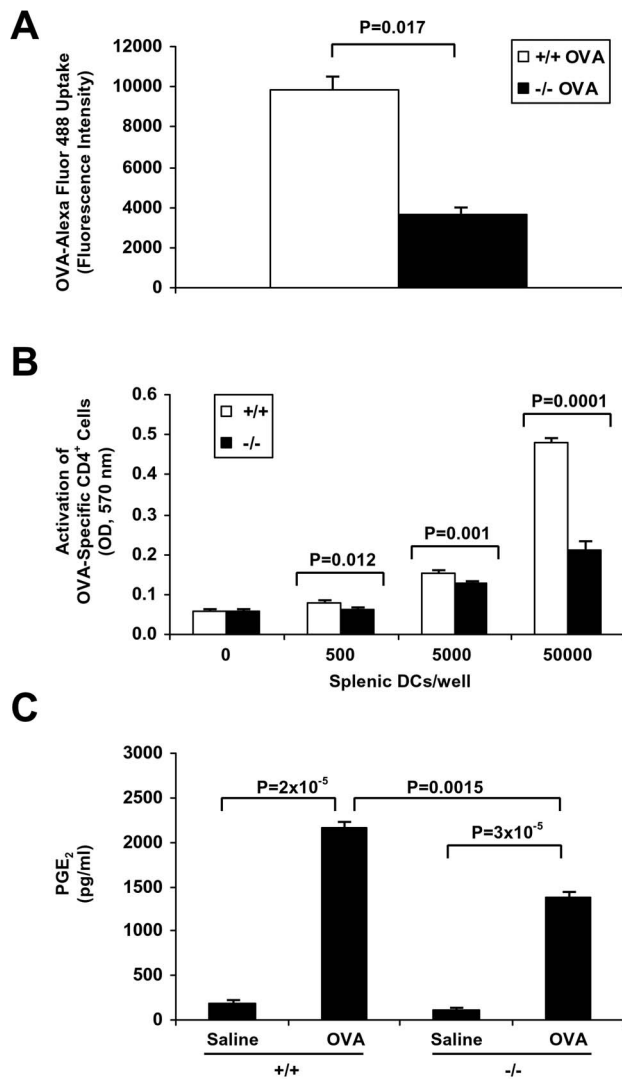 A
OVA-Alexa Fluor 488 Uptake
(Fluorescence Intensity)
12000
10000
8000
6000
4000
2000
0
P=0.017
+/+ OVA
-/- OVA
B
Activation of
OVA-Specific CD4⁺ Cells
(OD, 570 nm)
0.6
0.5
0.4
0.3
0.2
0.1
0.0
+/+
-/-
P=0.012
P=0.001
P=0.0001
0 500 5000 50000
Splenic DCs/well
C
PGE₂
(pg/ml)
3000
2500
2000
1500
1000
500
0
P=2x10⁻⁵
P=0.0015
P=3x10⁻⁵
Saline OVA Saline OVA
+/+ -/-